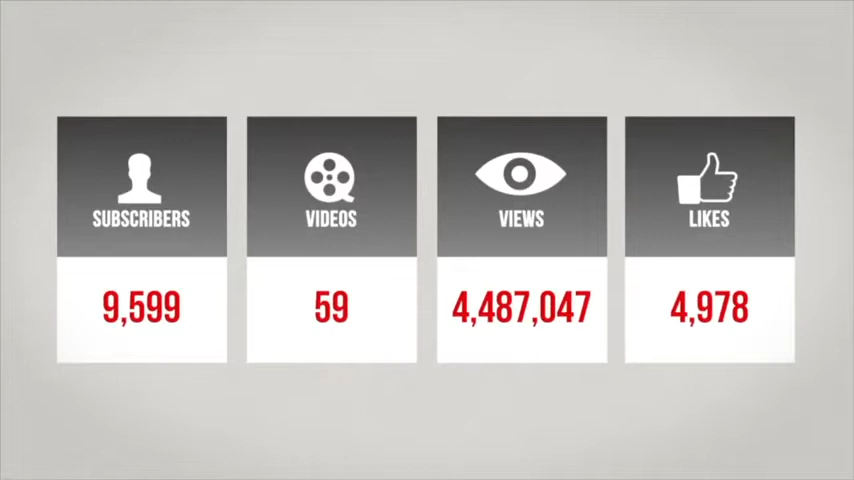 SUBSCRIBERS
9,599
VIDEOS
59
VIEWS
4,487,047
LIKES
4,978